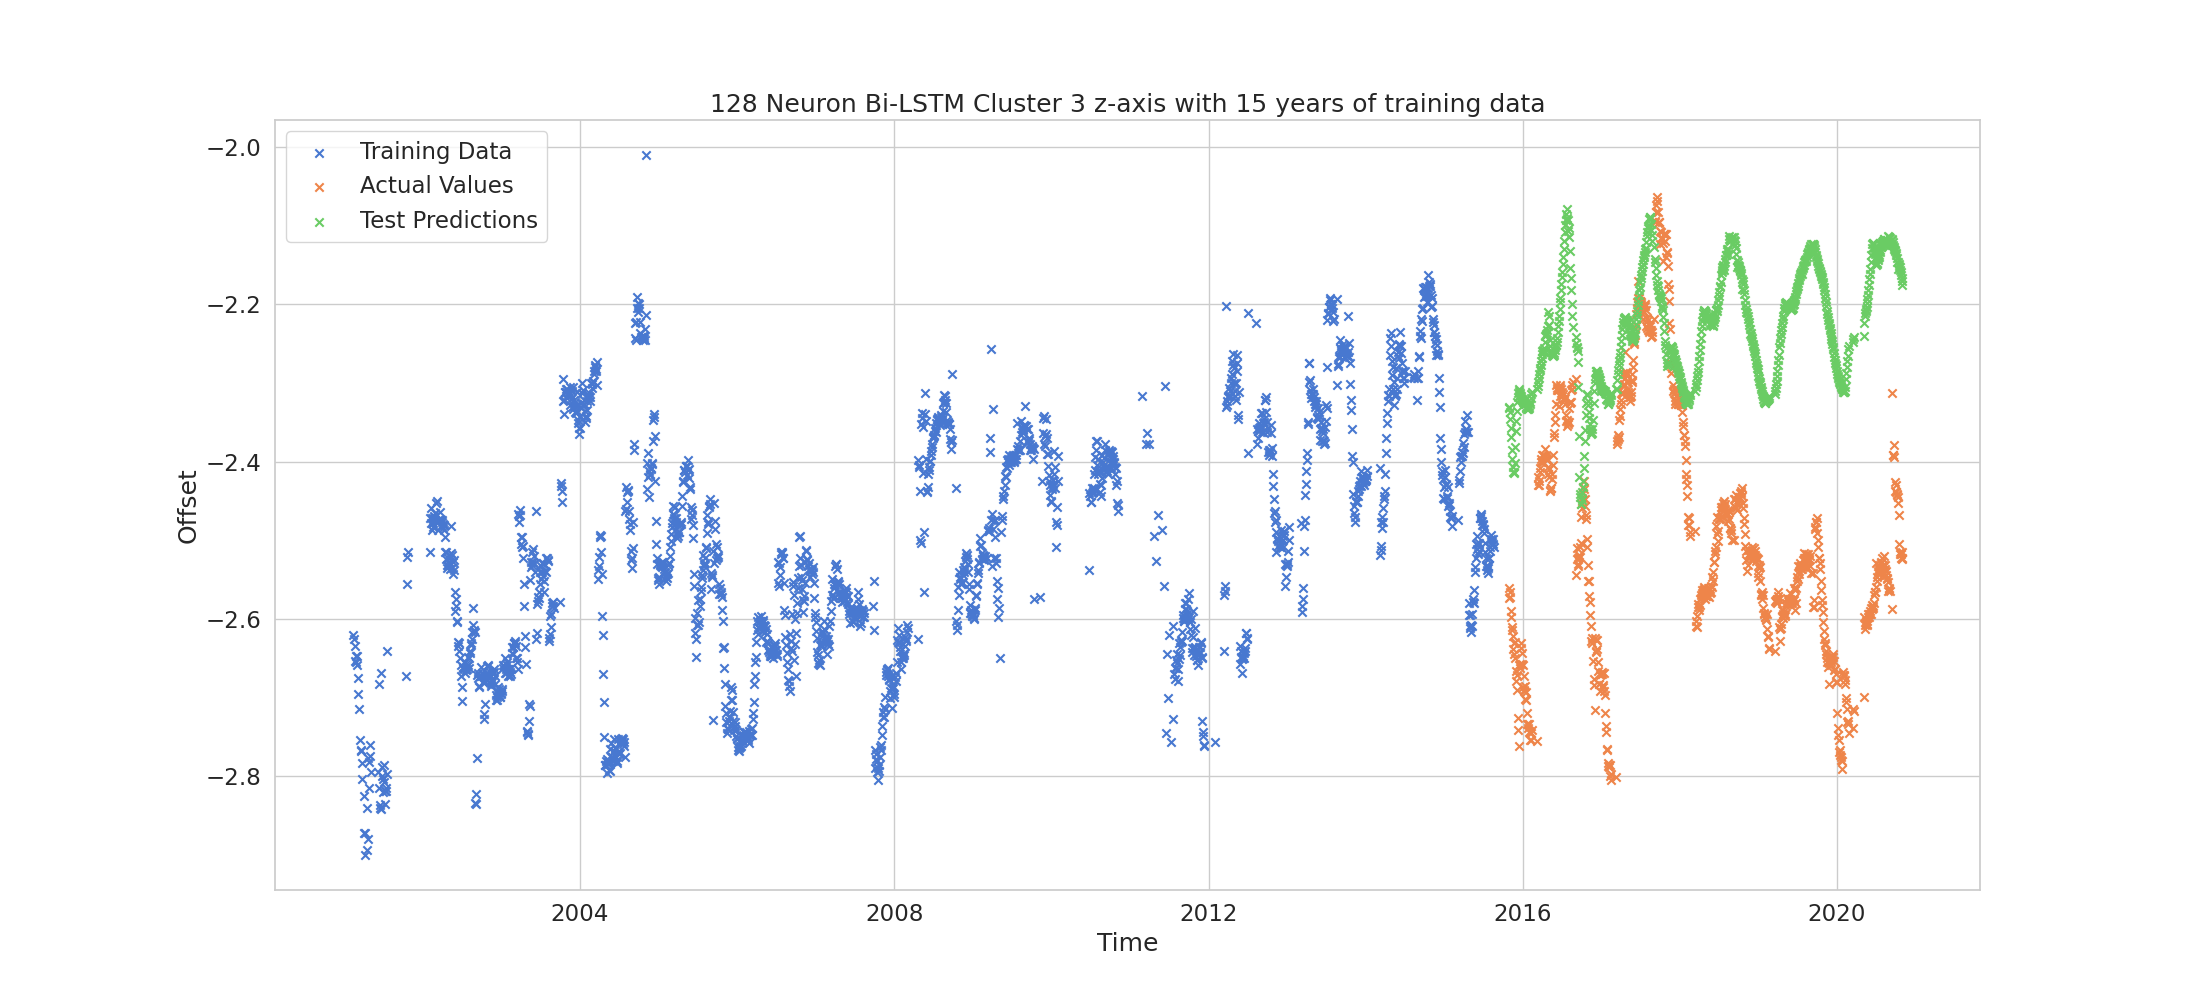 128 Neuron Bi-LSTM Cluster 3 z-axis with 15 years of training data
Training Data
Actual Values
Test Predictions
−2.0
−2.2
−2.4
−2.6
−2.8
Offset
2004 2008 2012 2016 2020
Time